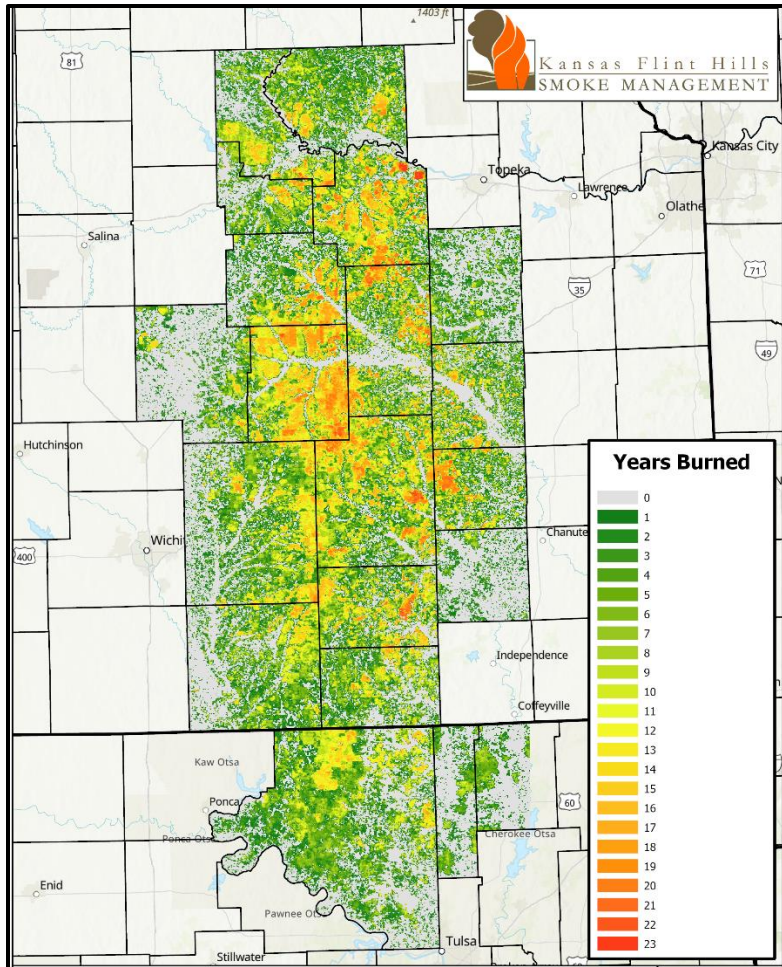 1403 ft
Kansas Flint Hills
SMOKE MANAGEMENT
81
Kansas City
Topeka
Lawrence
Olathe
Salina
71
35
49
Hutchinson
Years Burned
0
1
2
3
4
5
6
7
8
9
10
11
12
13
14
15
16
17
18
19
20
21
22
23
Wichi
400
Chanute
Independence
Coffeyville
Kaw Otsa
Ponca
Ponca Ots
60
Cherokee Otsa
Enid
Pawnee Ots
Tulsa
Stillwater
60